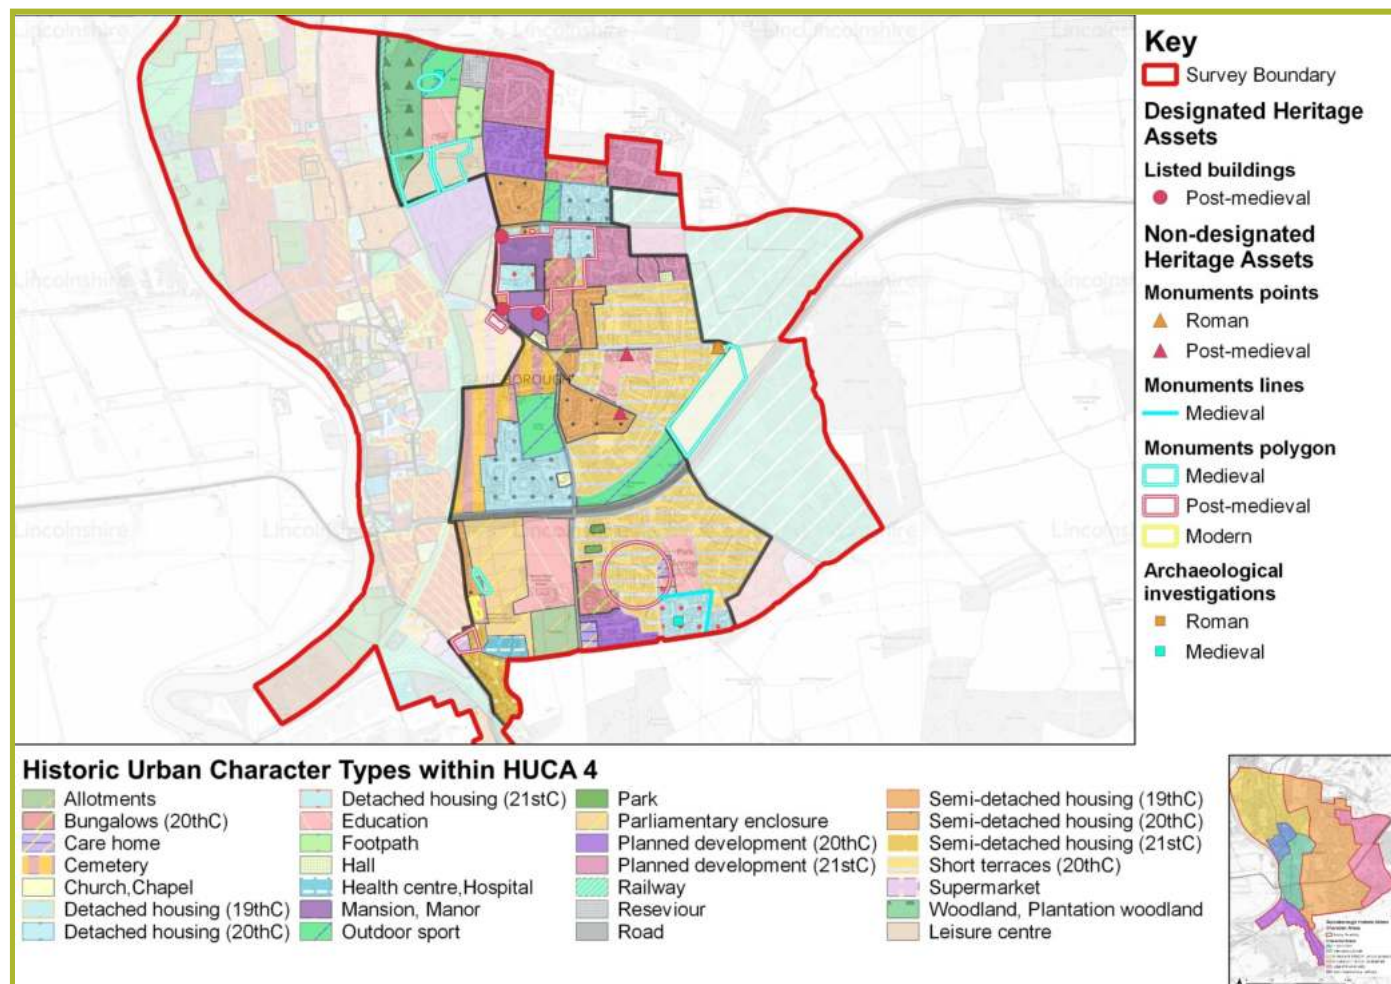 Lincolnshire
Lincolnshire
Key
Survey Boundary
Designated Heritage
Assets
Listed buildings
Post-medieval
Non-designated
Heritage Assets
Monuments points
Roman
Post-medieval
Monuments lines
Medieval
Monuments polygon
Medieval
Post-medieval
Modern
Archaeological
investigations
Roman
Medieval
Historic Urban Character Types within HUCA 4
Allotments
Bungalows (20thC)
Care home
Cemetery
Church,Chapel
Detached housing (19thC)
Detached housing (20thC)
Detached housing (21stC)
Education
Footpath
Hall
Health centre,Hospital
Mansion, Manor
Outdoor sport
Park
Parliamentary enclosure
Planned development (20thC)
Planned development (21stC)
Railway
Reseviour
Road
Semi-detached housing (19thC)
Semi-detached housing (20thC)
Semi-detached housing (21stC)
Short terraces (20thC)
Supermarket
Woodland, Plantation woodland
Leisure centre